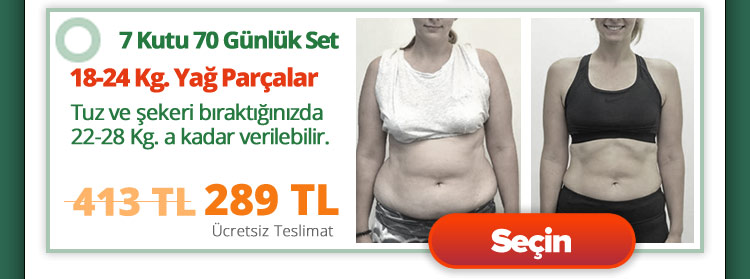 7 Kutu 70 Günlük Set
18-24 Kg. Yağ Parçalar
Tuz ve şekeri bıraktığınızda
22-28 Kg. a kadar verilebilir.
413 TL 289 TL
Ücretsiz Teslimat
Seçin